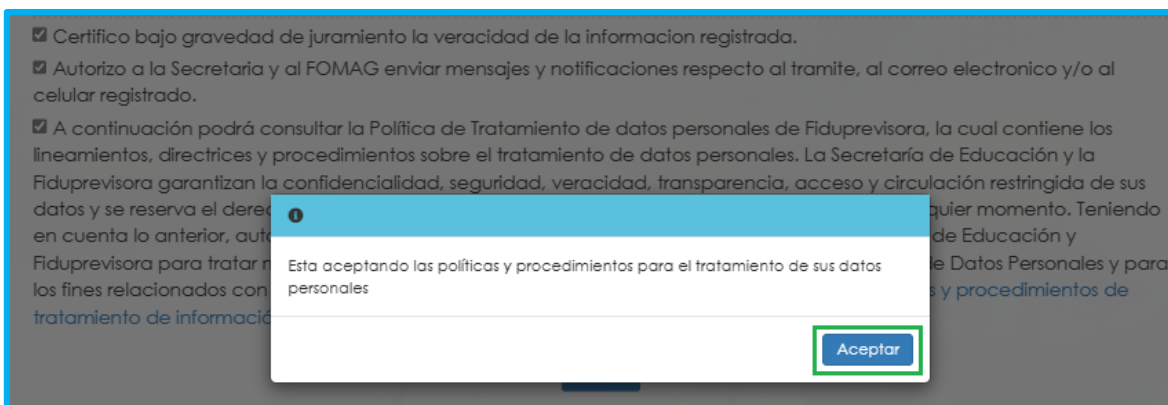 Certifico bajo gravedad de juramento la veracidad de la informacion registrada.
Autorizo a la Secretaria y al FOMAG enviar mensajes y notificaciones respecto al tramite, al correo electronico y/o al
celular registrado.
A continuación podrá consultar la Política de Tratamiento de datos personales de Fiduprevisora, la cual contiene los
lineamientos, directrices y procedimientos sobre el tratamiento de datos personales. La Secretaría de Educación y la
Fiduprevisora garantizan la confidencialidad, seguridad, veracidad, transparencia, acceso y circulación restringida de sus
datos y se reserva el momento. Teniendo
en cuenta lo anterior, de Educación y
Fiduprevisora para tratar de Datos Personales y para
los fines relacionados con y procedimientos de
tratamiento de
Esta aceptando las políticas y procedimientos para el tratamiento de sus datos
personales
Aceptar